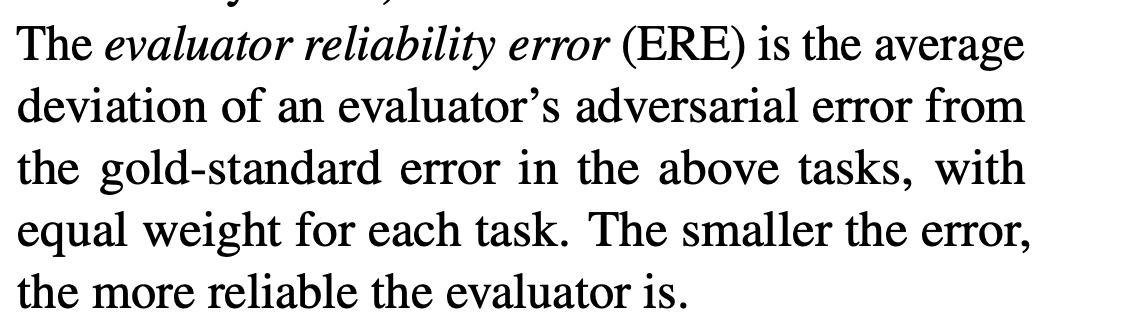 The evaluator reliability error (ERE) is the average
deviation of an evaluator’s adversarial error from
the gold-standard error in the above tasks, with
equal weight for each task. The smaller the error,
the more reliable the evaluator is.